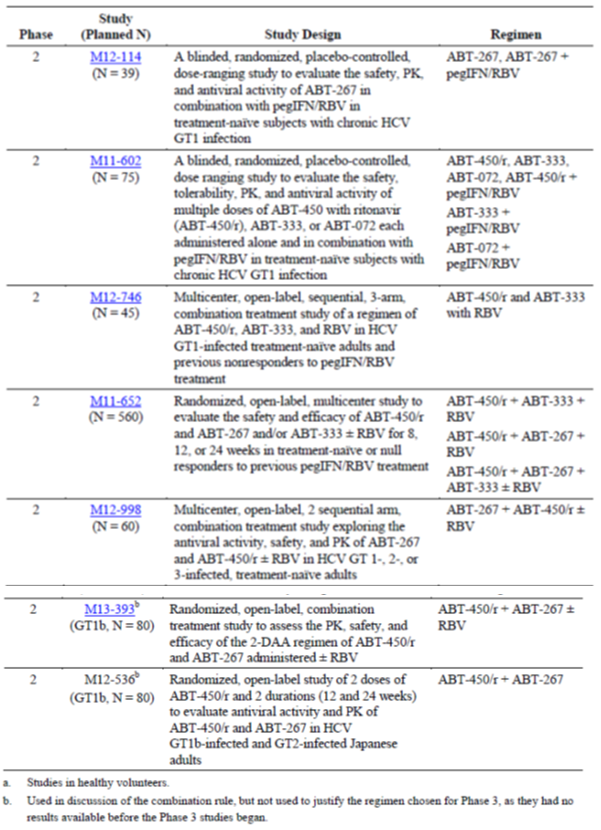 Phase Study (Planned N) Study Design Regimen
2 M12-114 (N = 39)
A blinded, randomized, placebo-controlled,
dose-ranging study to evaluate the safety, PK,
and antiviral activity of ABT-267 in
combination with pegIFN/RBV in
treatment-naïve subjects with chronic HCV
GT1 infection
ABT-267, ABT-267 +
pegIFN/RBV
2 M11-602 (N = 75)
A blinded, randomized, placebo-controlled,
dose ranging study to evaluate the safety,
tolerability, PK, and antiviral activity of
multiple doses of ABT-450 with ritonavir
(ABT-450/r), ABT-333, or ABT-072 each
administered alone and in combination with
pegIFN/RBV in treatment-naïve subjects with
chronic HCV GT1 infection
ABT-450/r, ABT-333,
ABT-072, ABT-450/r +
pegIFN/RBV
ABT-333 +
pegIFN/RBV
ABT-072 +
pegIFN/RBV
2 M12-746 (N = 45)
Multicenter, open-label, sequential, 3-arm,
combination treatment study of a regimen of
ABT-450/r, ABT-333, and RBV in HCV
GT1-infected treatment-naïve adults and
previous nonresponders to pegIFN/RBV
treatment
ABT-450/r and ABT-333
with RBV
2 M11-652 (N = 560)
Randomized, open-label, multicenter study to
evaluate the safety and efficacy of ABT-450/r
and ABT-267 and/or ABT-333 ± RBV for 8,
12, or 24 weeks in treatment-naïve or null
responders to previous pegIFN/RBV treatment
ABT-450/r + ABT-333 +
RBV
ABT-450/r + ABT-267 +
RBV
ABT-450/r + ABT-267 +
ABT-333 ± RBV
2 M12-998 (N = 60)
Multicenter, open-label, 2 sequential arm,
combination treatment study exploring the
antiviral activity, safety, and PK of ABT-267
and ABT-450/r ± RBV in HCV GT 1-, 2-, or
3-infected, treatment-naïve adults
ABT-267 + ABT-450/r ±
RBV
2 M13-393b (GT1b, N = 80)
Randomized, open-label, combination
treatment study to assess the PK, safety, and
efficacy of the 2-DAA regimen of ABT-450/r
and ABT-267 administered ± RBV
ABT-450/r + ABT-267 ±
RBV
2 M12-536b (GT1b, N = 80)
Randomized, open-label study of 2 doses of
ABT-450/r and 2 durations (12 and 24 weeks)
to evaluate antiviral activity and PK of
ABT-450/r and ABT-267 in HCV
GT1b-infected and GT2-infected Japanese
adults
ABT-450/r + ABT-267
a. Studies in healthy volunteers.
b. Used in discussion of the combination rule, but not used to justify the regimen chosen for Phase 3, as they had no
results available before the Phase 3 studies began.